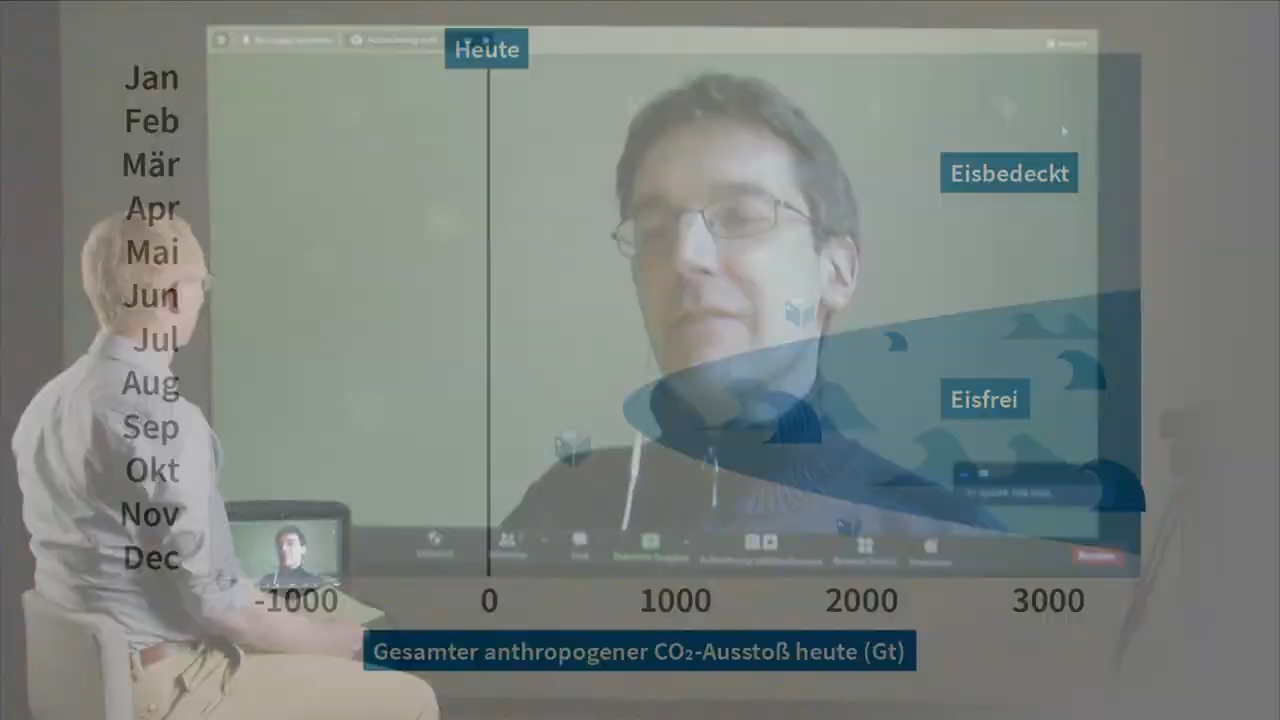 Heute
Jan
Feb
Mär
Apr
Mai
Jun
Jul
Aug
Sep
Okt
Nov
Dec
Eisbedeckt
Eisfrei
-1000 0 1000 2000 3000
Gesamter anthropogener CO₂-Ausstoß heute (Gt)